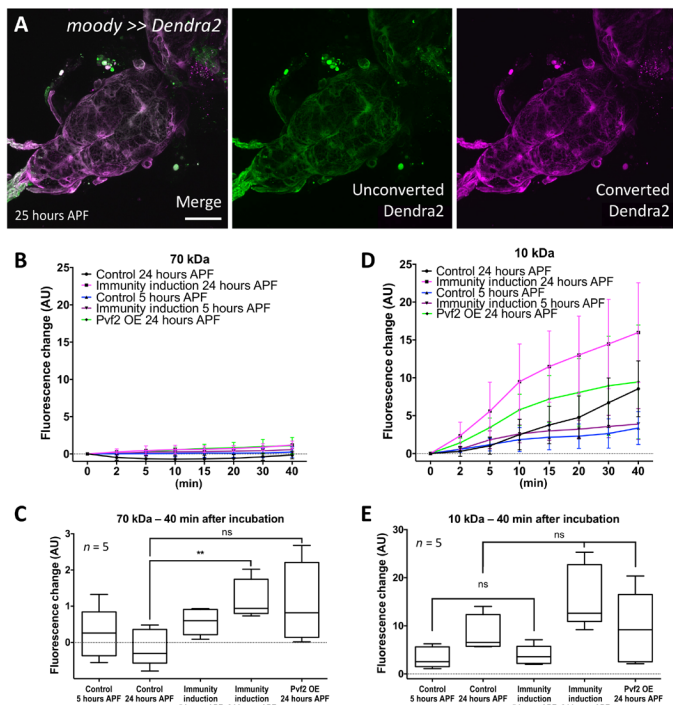 A
moody >> Dendra2
Merge
25 hours APF
Unconverted
Dendra2
Converted
Dendra2
B
70 kDa
Control 24 hours APF
Immunity induction 24 hours APF
Control 5 hours APF
Immunity induction 5 hours APF
Pvf2 OE 24 hours APF
Fluorescence change (AU)
25
20
15
10
5
0
0 2 5 10 15 20 30 40
(min)
D
10 kDa
Control 24 hours APF
Immunity induction 24 hours APF
Control 5 hours APF
Immunity induction 5 hours APF
Pvf2 OE 24 hours APF
Fluorescence change (AU)
25
20
15
10
5
0
0 2 5 10 15 20 30 40
(min)
C
70 kDa – 40 min after incubation
n = 5
ns
**
Fluorescence change (AU)
3
2
1
0
Control
5 hours APF
Control
24 hours APF
Immunity
induction
Immunity
induction
Pvf2 OE
24 hours APF
E
10 kDa – 40 min after incubation
n = 5
ns
ns
Fluorescence change (AU)
30
20
10
0
Control
5 hours APF
Control
24 hours APF
Immunity
induction
Immunity
induction
Pvf2 OE
24 hours APF